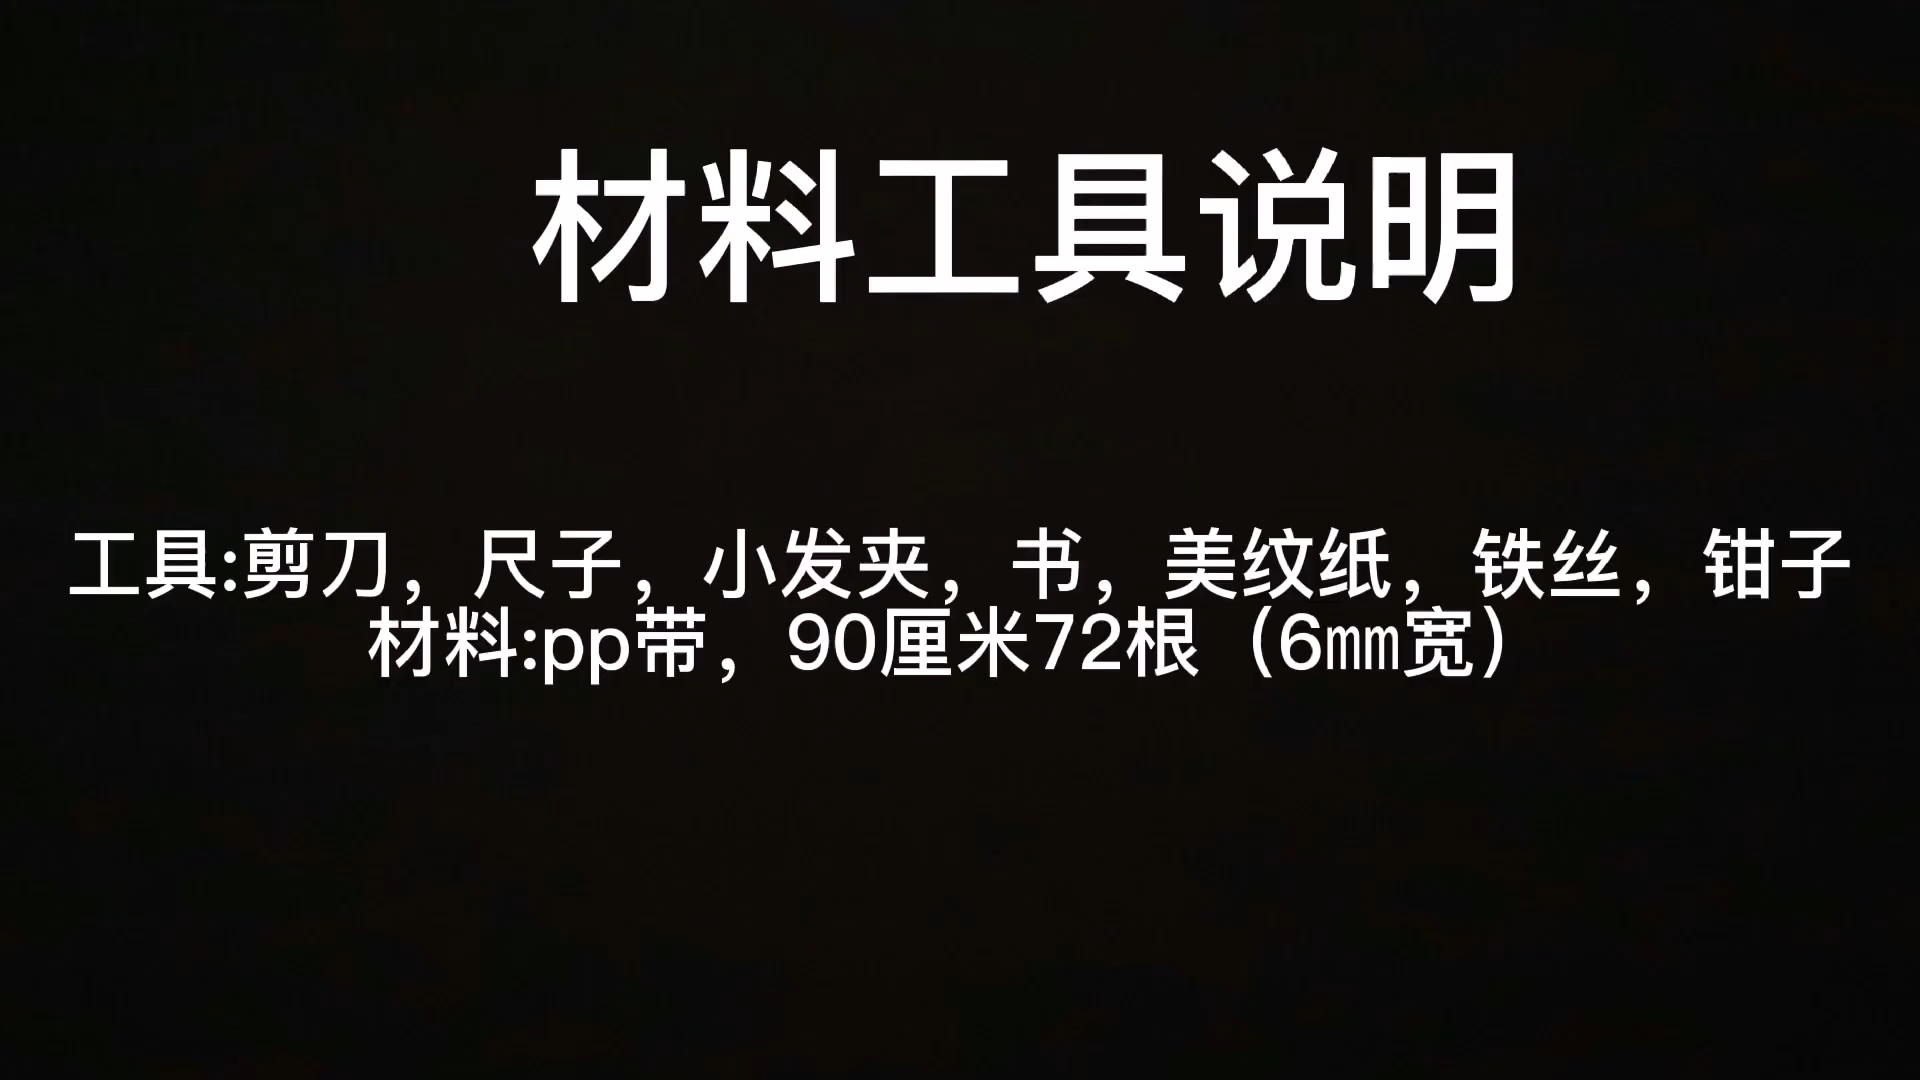 材料工具说明
工具:剪刀，尺子，小发夹，书，美纹纸，铁丝，钳子
材料:pp带，90厘米72根（6㎜宽）